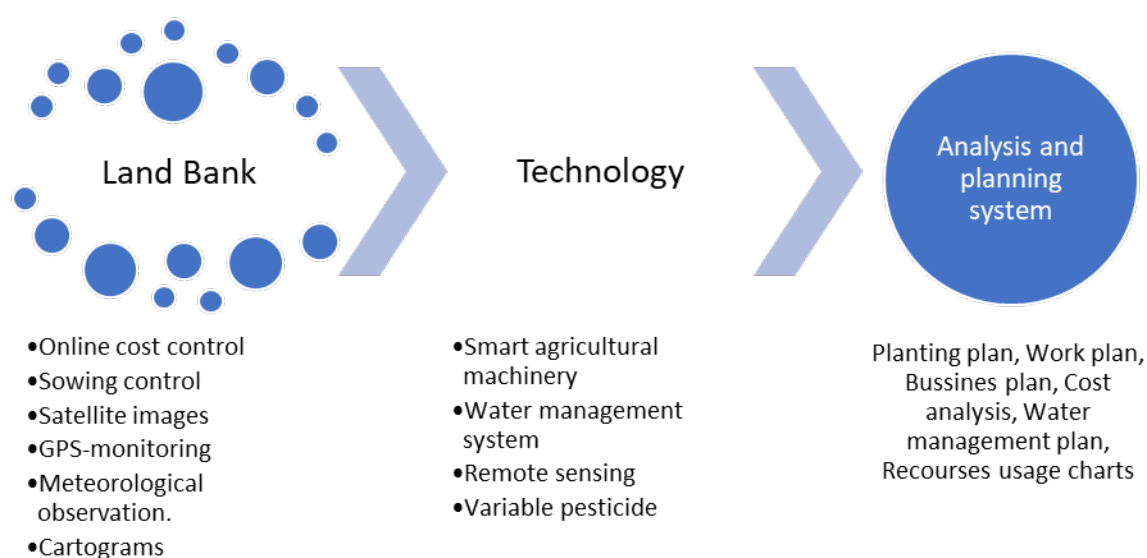 Land Bank
•Online cost control
•Sowing control
•Satellite images
•GPS-monitoring
•Meteorological
observation.
•Cartograms
Technology
•Smart agricultural
machinery
•Water management
system
•Remote sensing
•Variable pesticide
Analysis and
planning
system
Planting plan, Work plan,
Bussines plan, Cost
analysis, Water
management plan,
Recourses usage charts